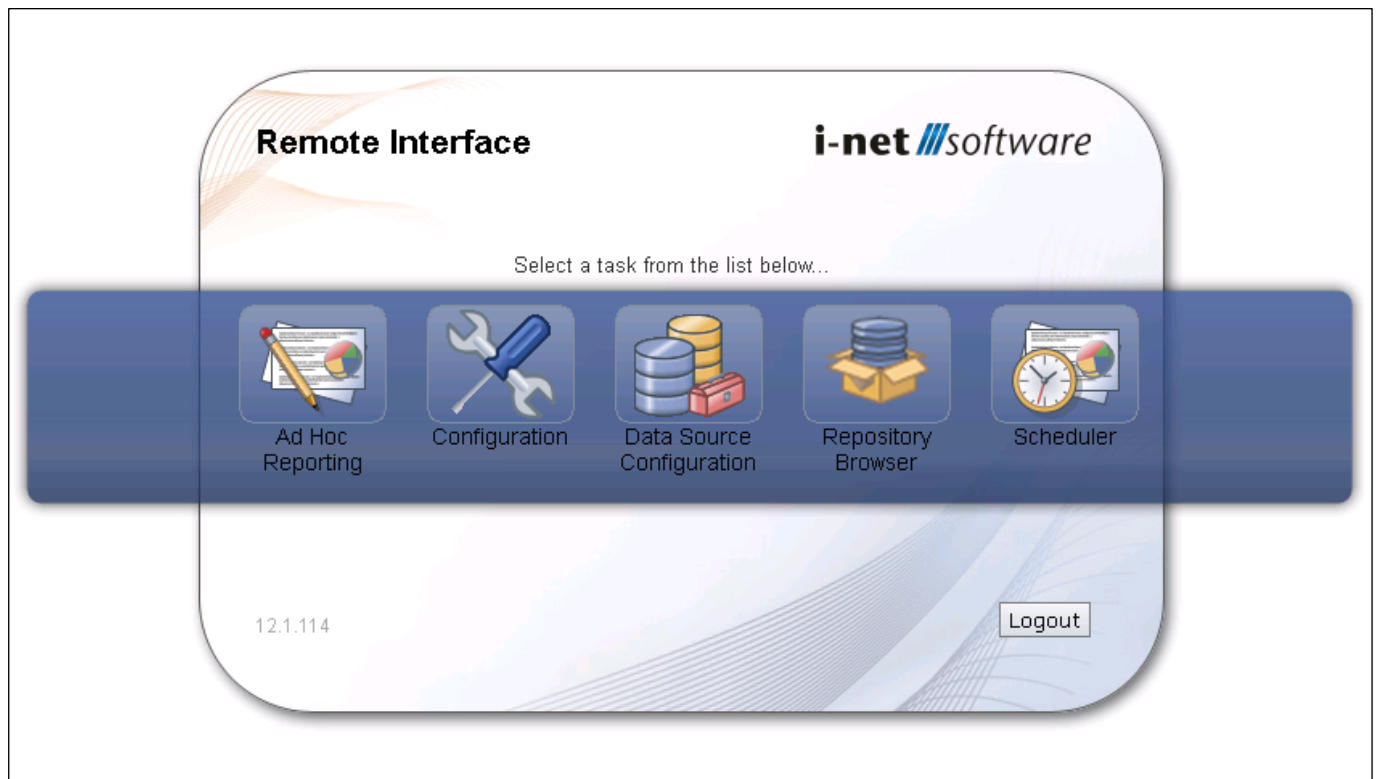 Remote Interface
i-net software
Select a task from the list below...
Ad Hoc
Reporting
Configuration
Data Source
Configuration
Repository
Browser
Scheduler
12.1.114
Logout